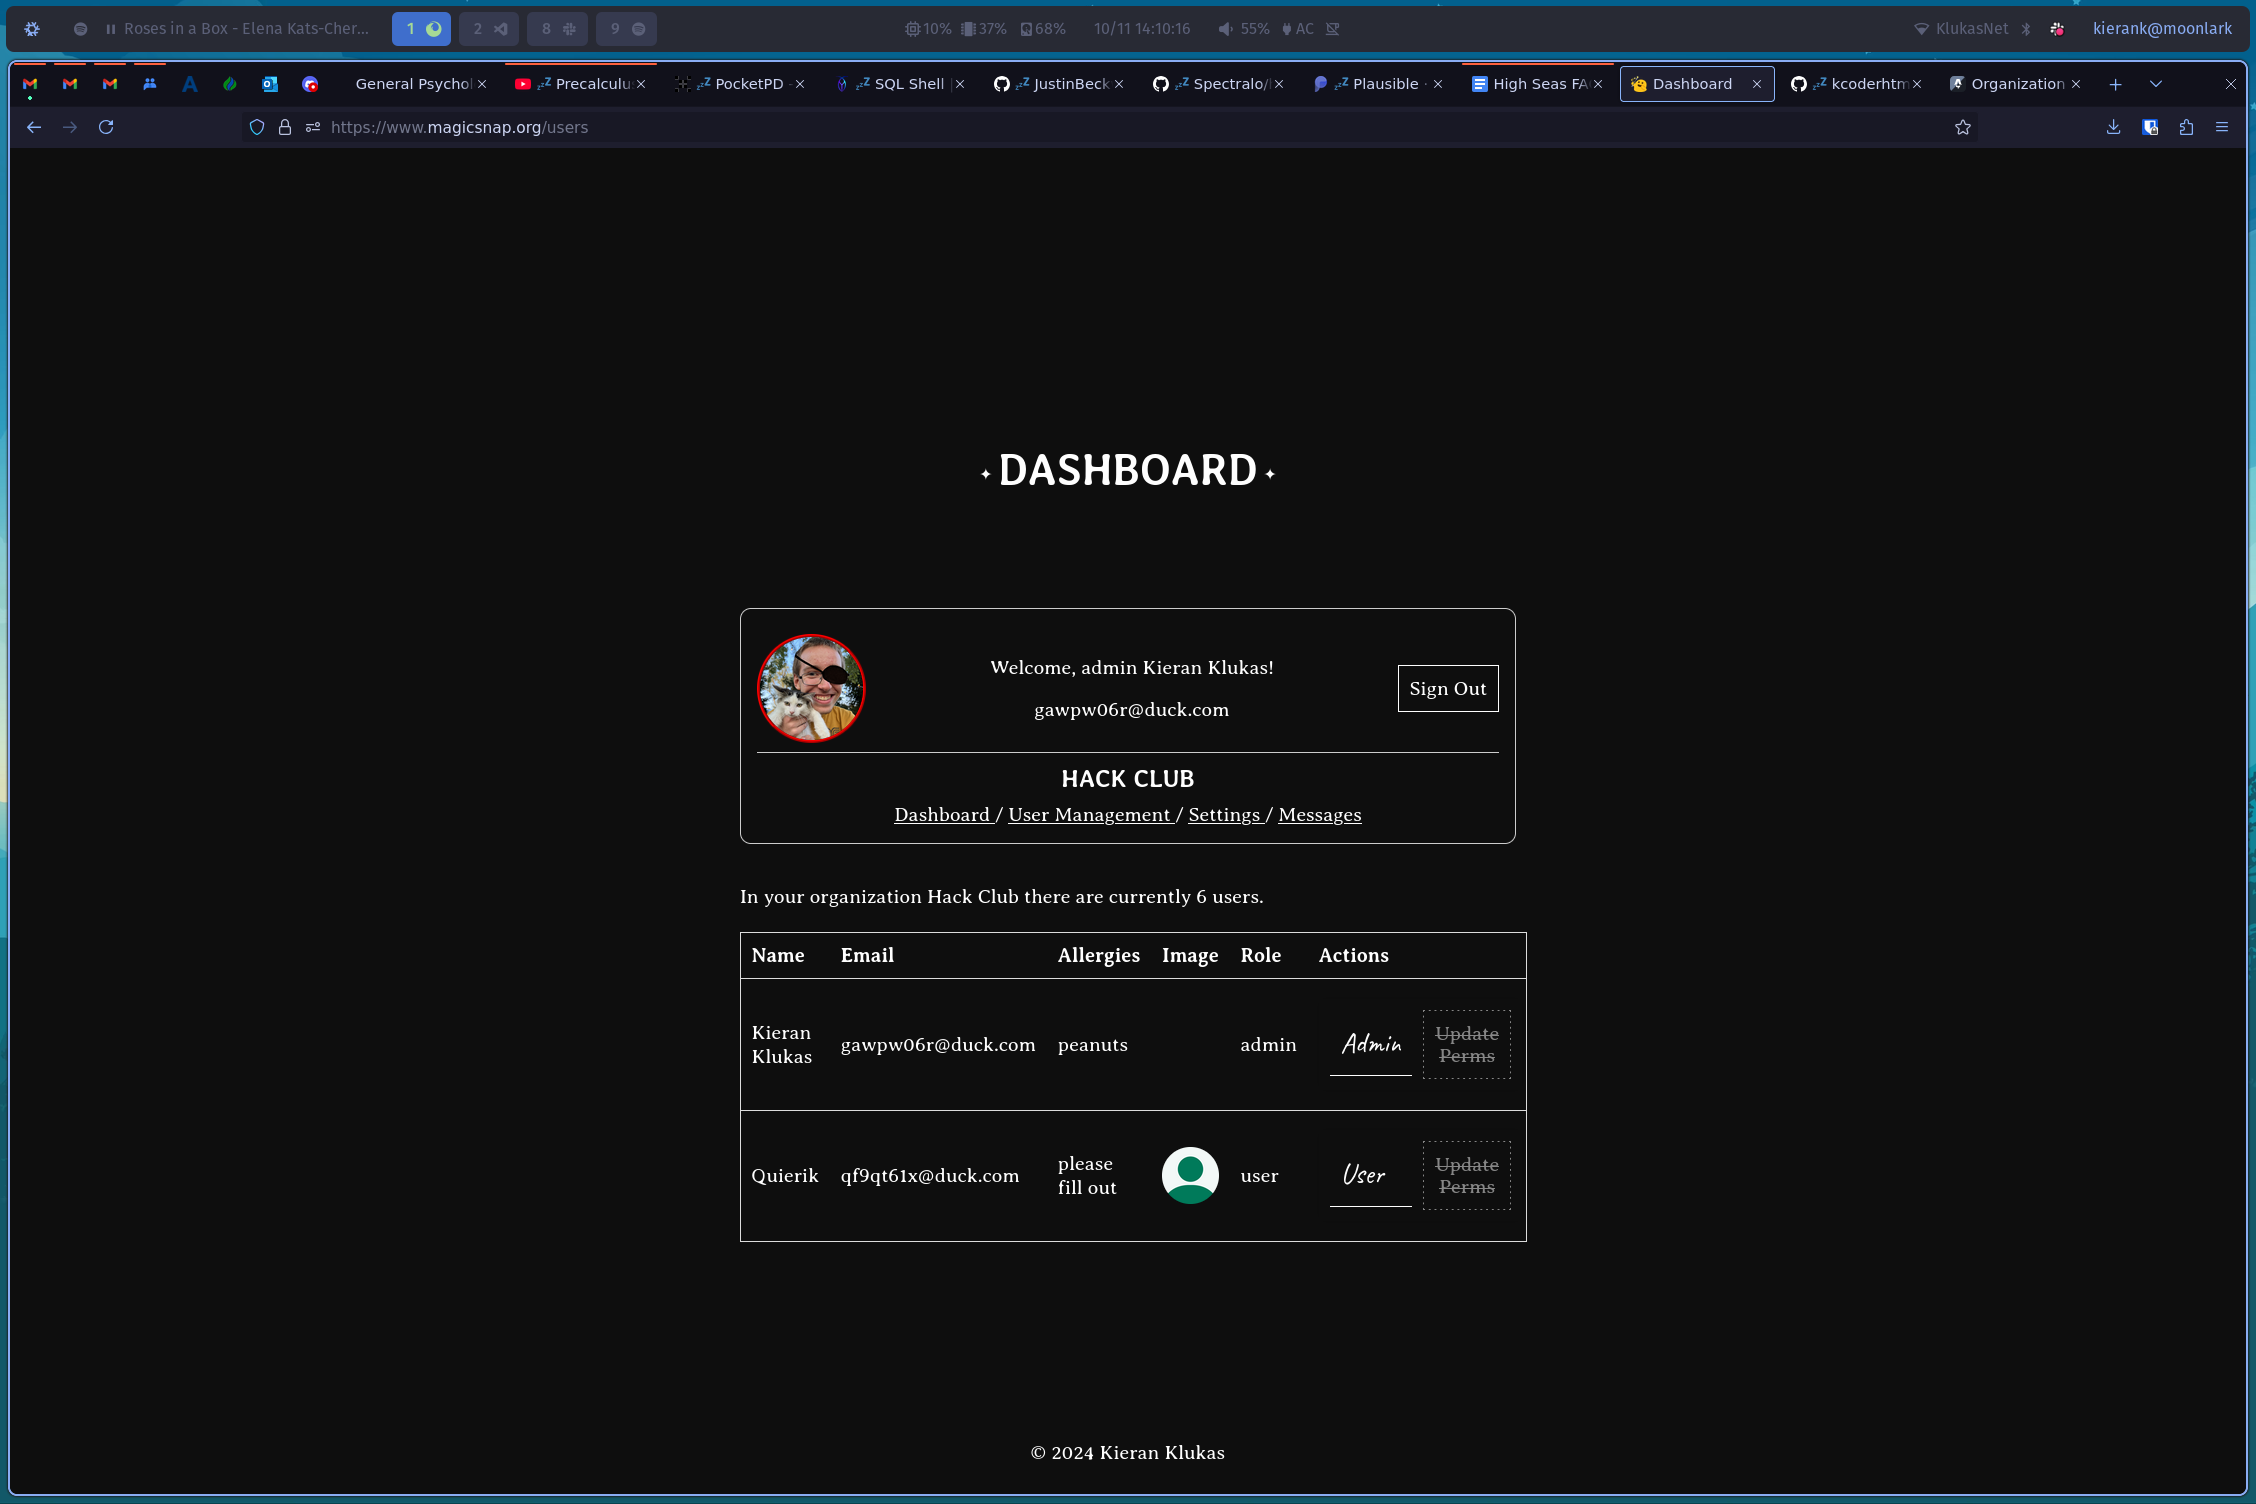 Roses in a Box - Elena Kats-Cher...
1
2
8
9
10% 37% 68% 10/11 14:10:16 55% AC
KlukasNet
kierank@moonlark
General Psychol
Precalculu
PocketPD -
SQL Shell |
JustinBeck
Spectralo/
Plausible ·
High Seas FA
Dashboard
kcoderhtm
Organization
https://www.magicsnap.org/users
DASHBOARD
Welcome, admin Kieran Klukas!
gawpw06r@duck.com
Sign Out
HACK CLUB
Dashboard / User Management / Settings / Messages
In your organization Hack Club there are currently 6 users.
Name Email Allergies Image Role Actions
Kieran Klukas gawpw06r@duck.com peanuts admin Admin Update Perms
Quierik qf9qt61x@duck.com please fill out user User Update Perms
© 2024 Kieran Klukas